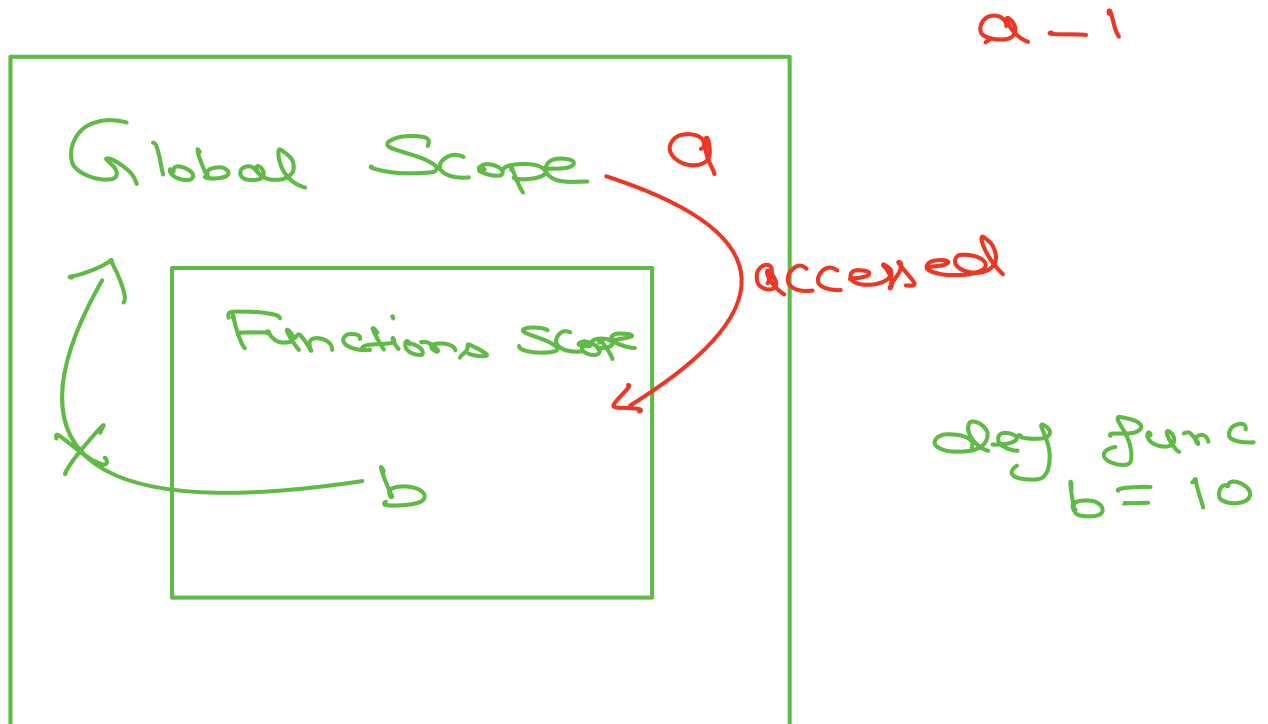 a - 1
Global Scope a
accessed
Functions Scope
def func
b = 10
b